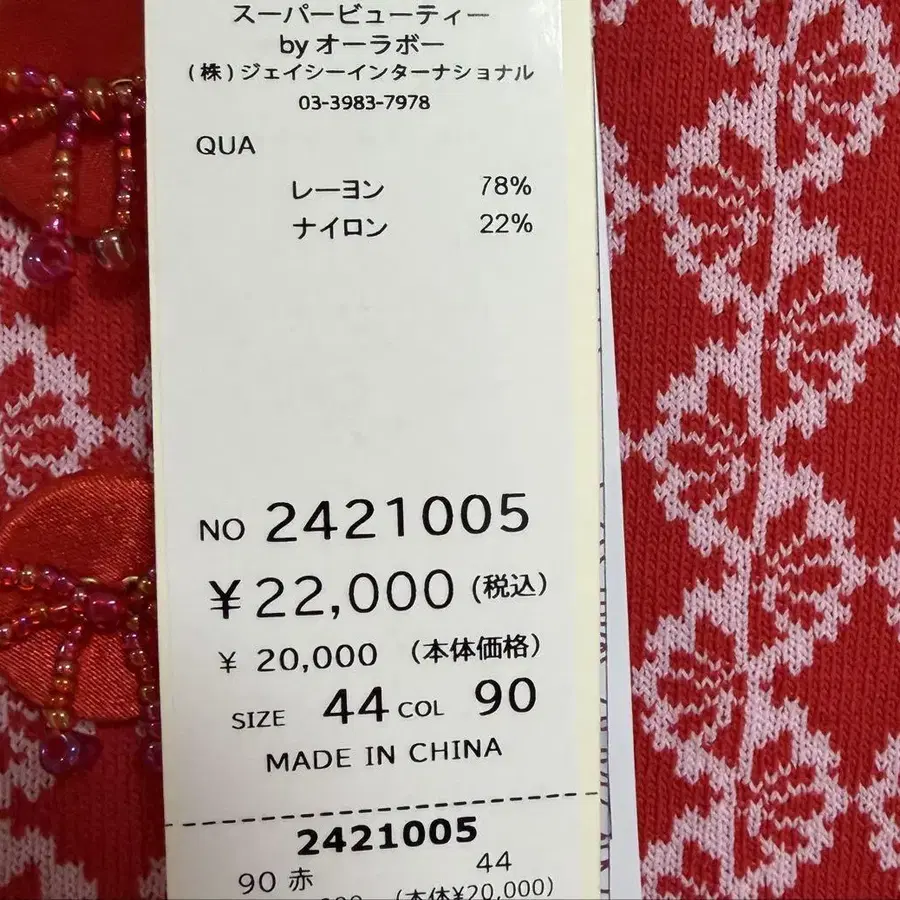 スーパービューティー
by オーラボー
(株)ジェイシーインターナショナル
03-3983-7978
QUA
レーヨン 78%
ナイロン 22%
NO 2421005
¥22,000 (税込)
¥ 20,000 (本体価格)
SIZE 44 COL 90
MADE IN CHINA
2421005
90 赤 44
(本体¥20,000)